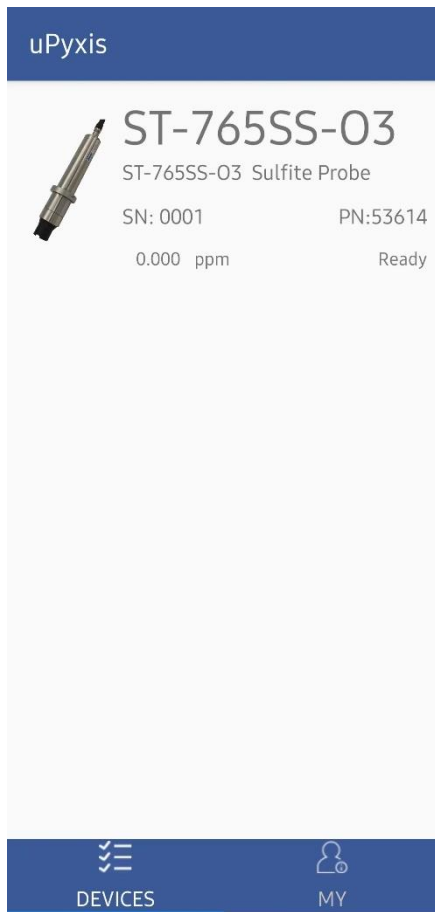 uPyxis
ST-765SS-O3
ST-765SS-O3 Sulfite Probe
SN: 0001 PN:53614
0.000 ppm Ready
DEVICES MY